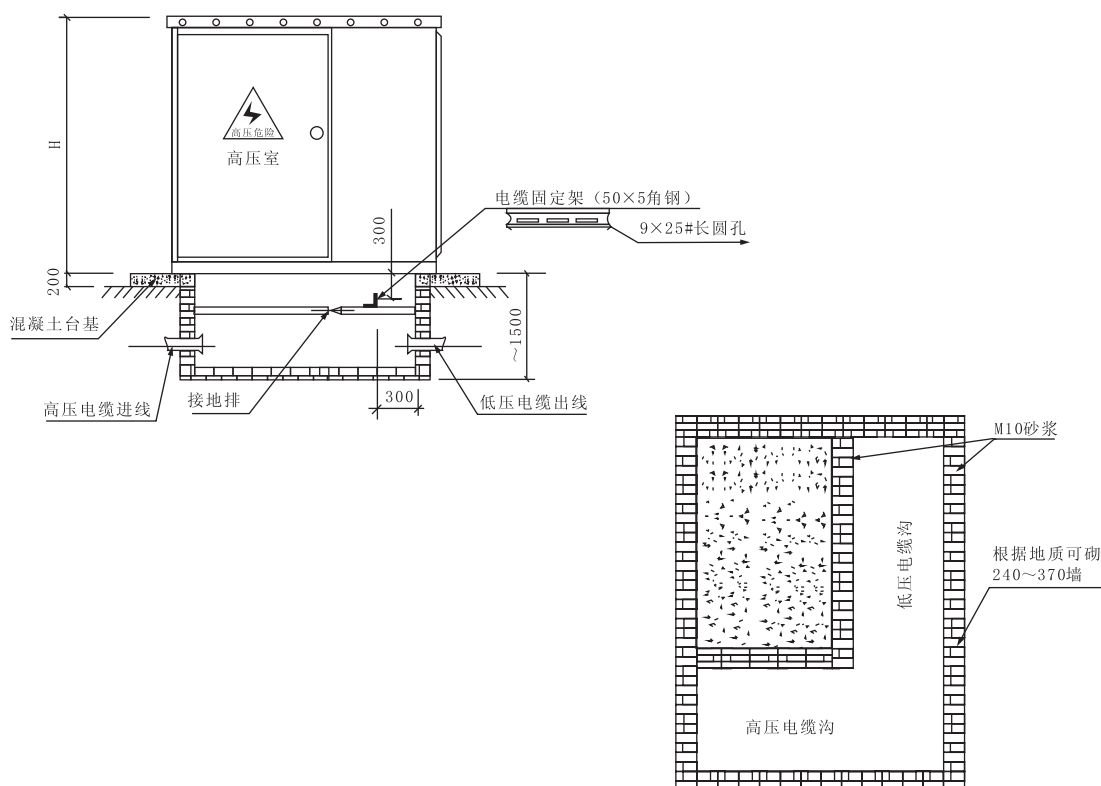 H
高压危险
高压室
电缆固定架（50×5角钢）
300
9×25#长圆孔
200
混凝土台基
~1500
高压电缆进线
接地排
300
低压电缆出线
M10砂浆
低压电缆沟
根据地质可砌
240～370墙
高压电缆沟